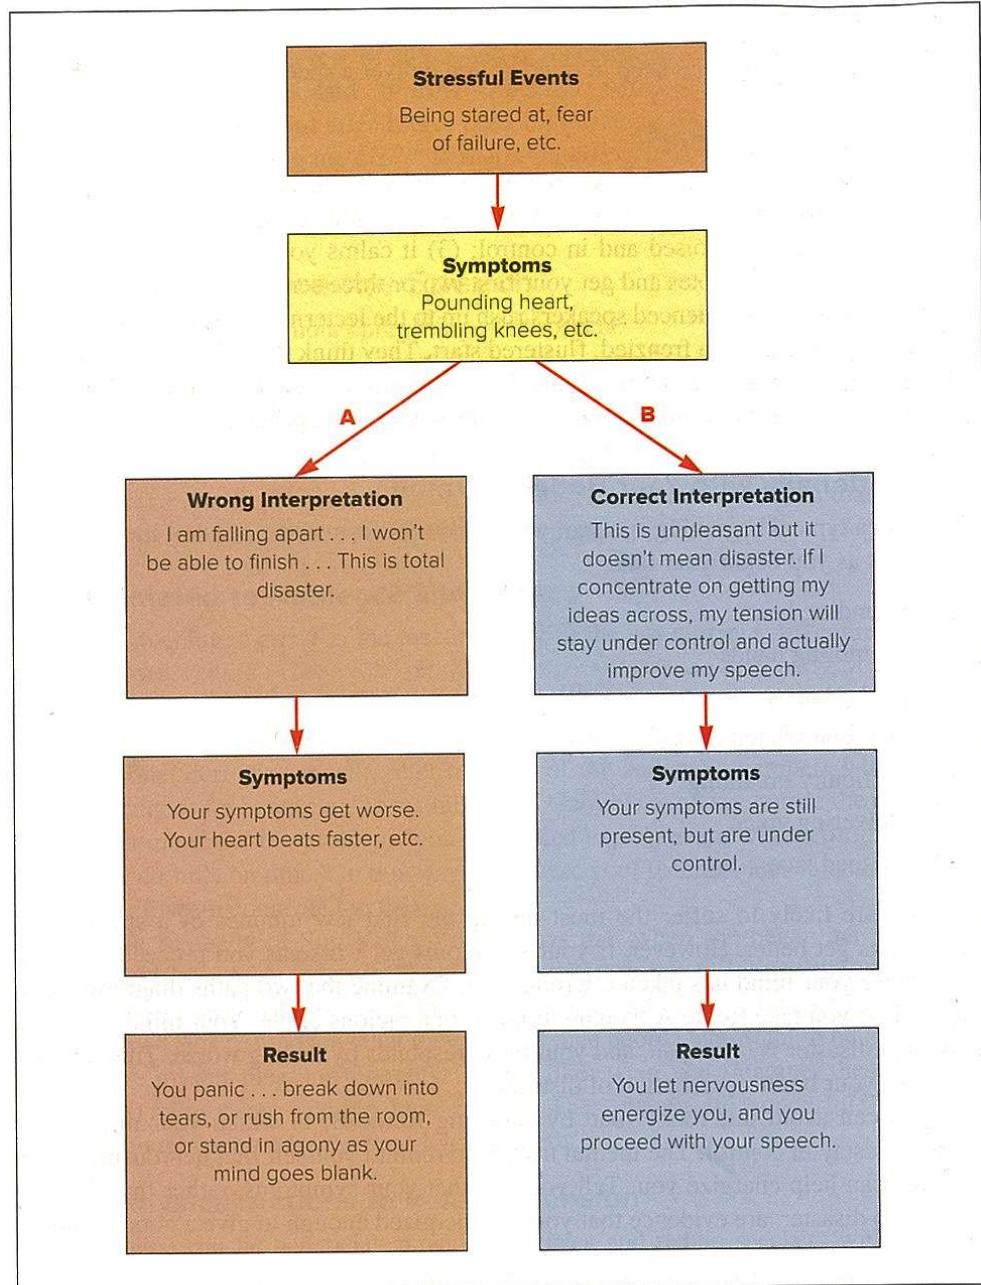 Stressful Events
Being stared at, fear
of failure, etc.
Symptoms
Pounding heart,
trembling knees, etc.
A
B
Wrong Interpretation
I am falling apart . . . I won't
be able to finish . . . This is total
disaster.
Correct Interpretation
This is unpleasant but it
doesn't mean disaster. If I
concentrate on getting my
ideas across, my tension will
stay under control and actually
improve my speech.
Symptoms
Your symptoms get worse.
Your heart beats faster, etc.
Symptoms
Your symptoms are still
present, but are under
control.
Result
You panic . . . break down into
tears, or rush from the room,
or stand in agony as your
mind goes blank.
Result
You let nervousness
energize you, and you
proceed with your speech.